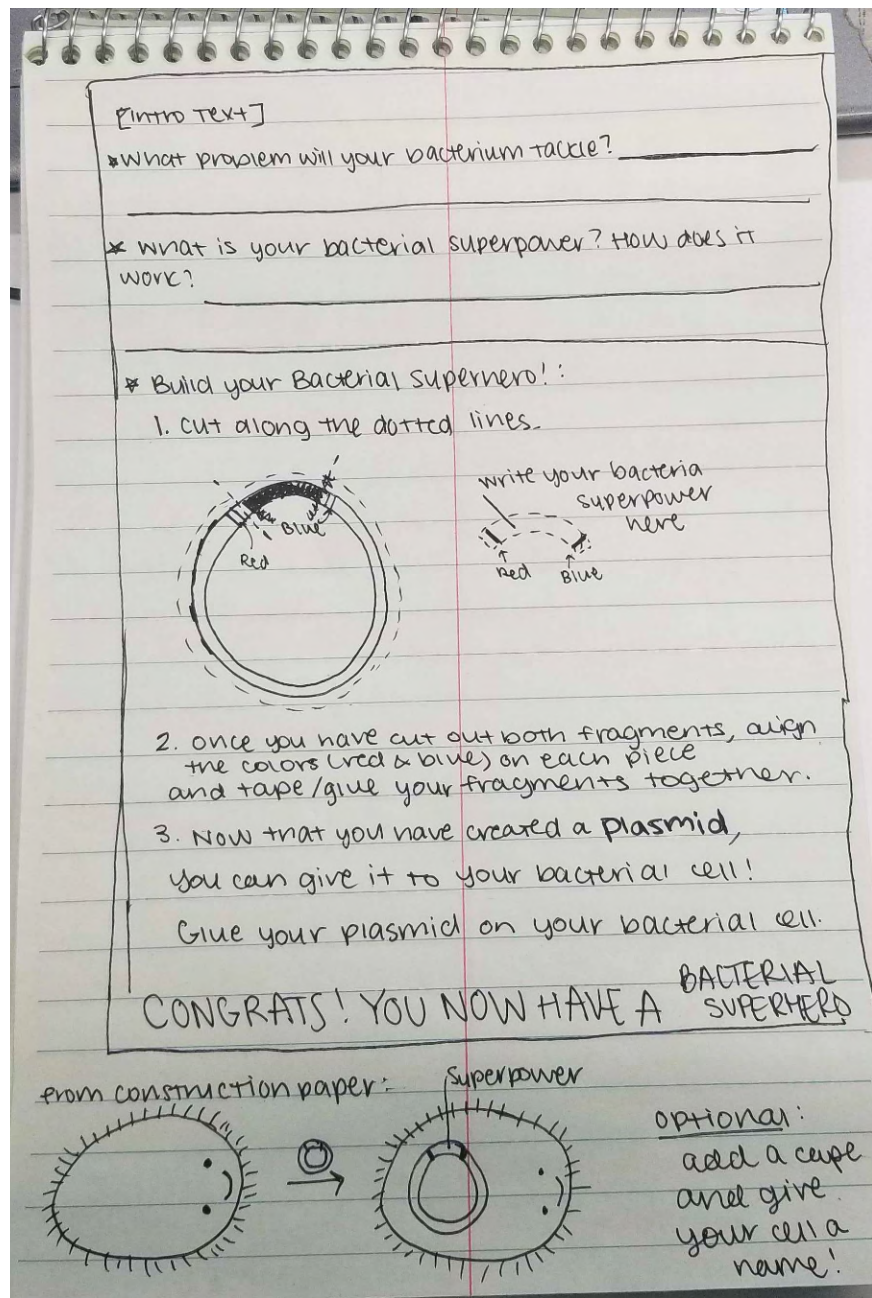 [Intro Text]
*What problem will your bacterium tackle?
* What is your bacterial superpower? How does it
work?
* Build your Bacterial superhero!:
1. cut along the dotted lines.
write your bacteria
superpower
here
Blue
Red
Red Blue
2. once you have cut out both fragments, align
the colors (red & blue) on each piece
and tape/glue your fragments together.
3. Now that you have created a plasmid,
you can give it to your bacterial cell!
Glue your plasmid on your bacterial cell.
CONGRATS! YOU NOW HAVE A BACTERIAL
SUPERHERO
From construction paper:
superpower
optional:
add a cape
and give
your cell a
name!